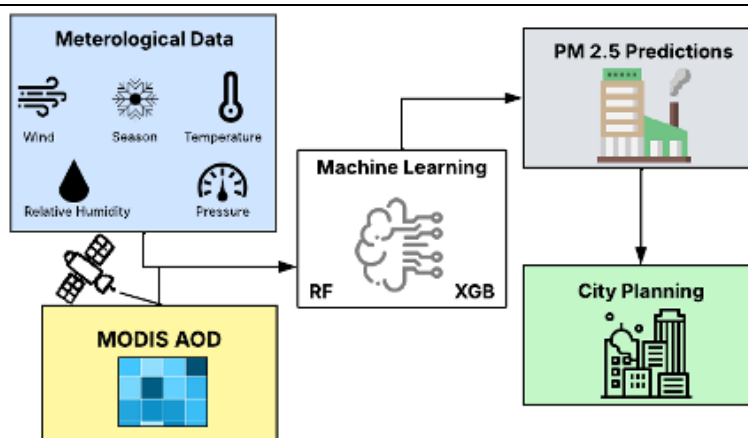 Meterological Data
Wind
Season
Temperature
Relative Humidity
Pressure
MODIS AOD
Machine Learning
RF
XGB
PM 2.5 Predictions
City Planning